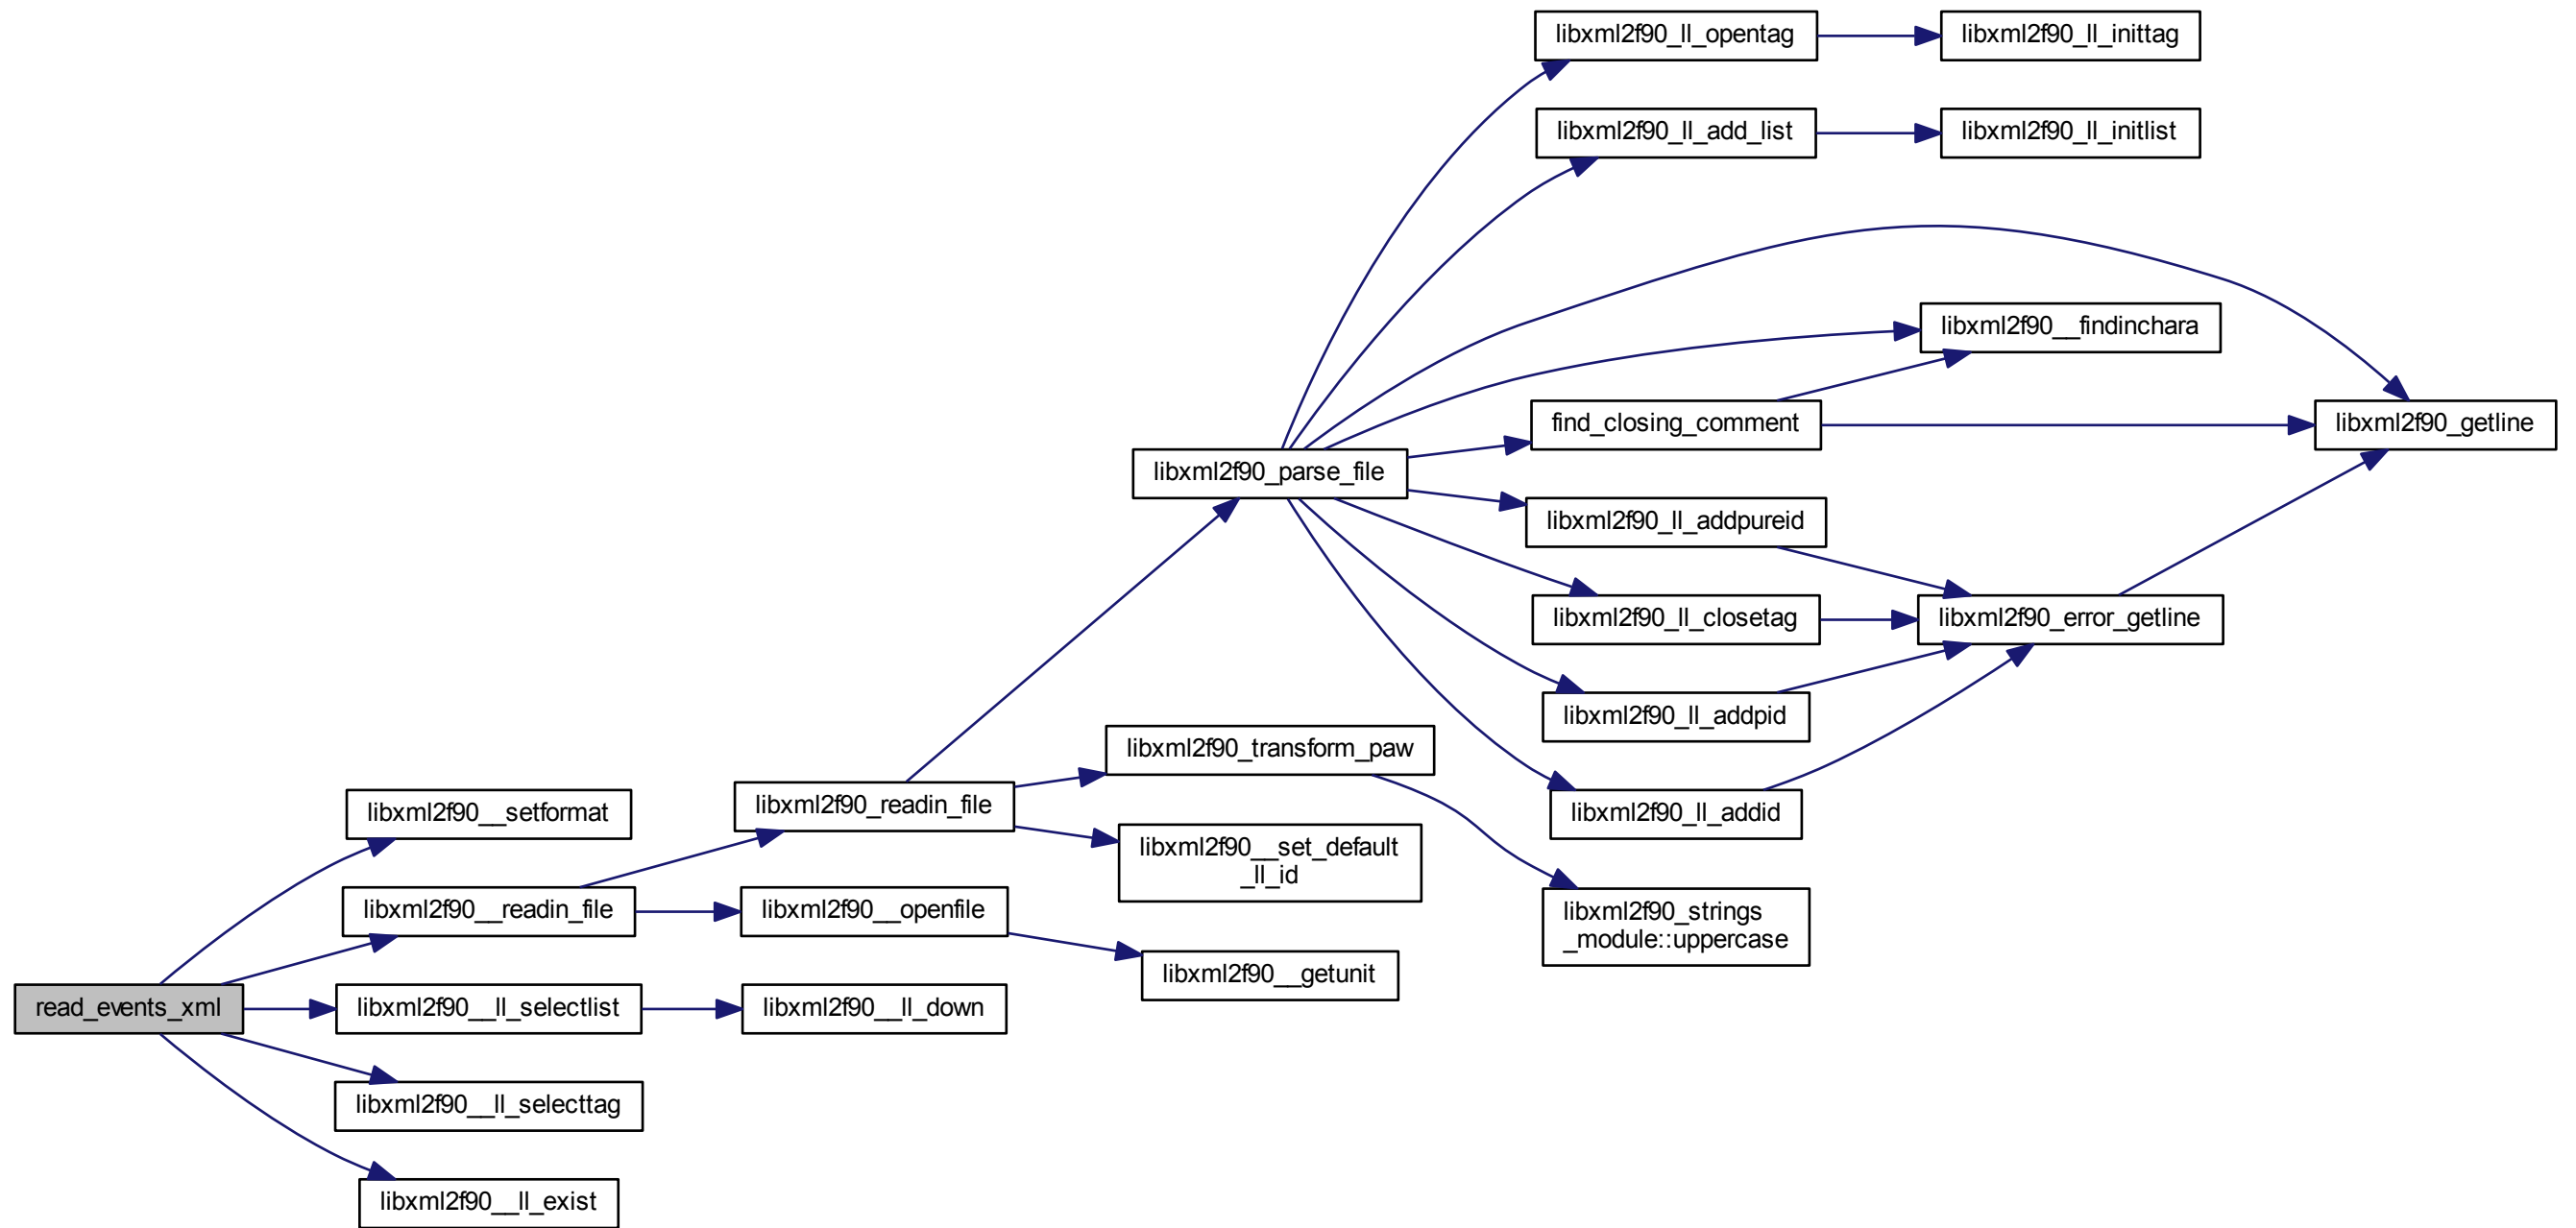 libxml2f90_ll_opentag
libxml2f90_ll_inittag
libxml2f90_ll_add_list
libxml2f90_ll_initlist
libxml2f90__findinchara
find_closing_comment
libxml2f90_getline
libxml2f90_parse_file
libxml2f90_ll_addpureid
libxml2f90_ll_closetag
libxml2f90_error_getline
libxml2f90_ll_addpid
libxml2f90_transform_paw
libxml2f90__setformat
libxml2f90_readin_file
libxml2f90_ll_addid
libxml2f90__set_default
_ll_id
libxml2f90__readin_file
libxml2f90__openfile
libxml2f90_strings
_module::uppercase
libxml2f90__getunit
read_events_xml
libxml2f90__ll_selectlist
libxml2f90__ll_down
libxml2f90__ll_selecttag
libxml2f90__ll_exist